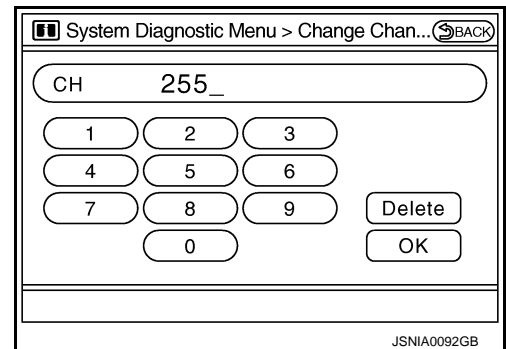 System Diagnostic Menu > Change Chan... BACK
CH 255_
1 2 3
4 5 6
7 8 9 Delete
0 OK
JSNIA0092GB